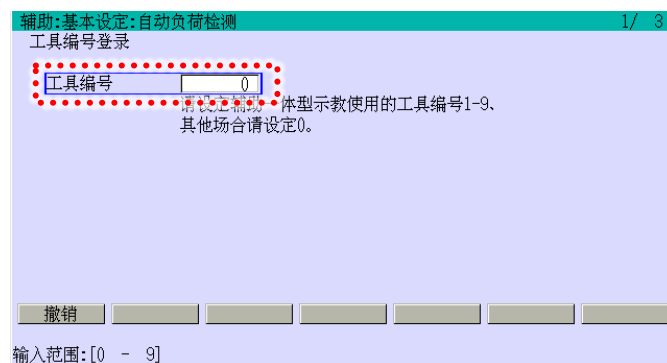 辅助:基本设定:自动负荷检测 1/ 3
工具编号登录
工具编号 0
请设定辅助一体型示教使用的工具编号1-9、
其他场合请设定0。
撤销
输入范围:[0 - 9]